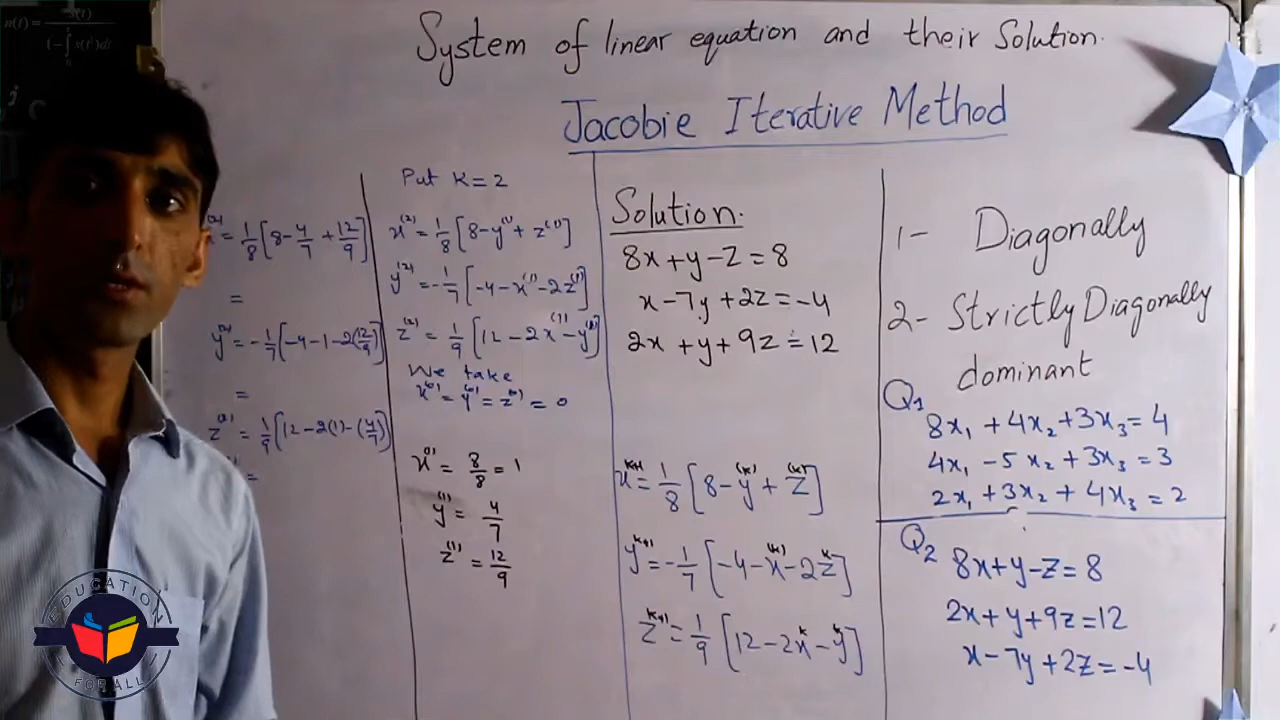 System of linear equation and their Solution.
Jacobie Iterative Method
= 1/8 [8 - 4/7 + 12/9]
=
y⁽²⁾ = -1/7 [-4 - 1 - 2(12/9)]
=
z⁽²⁾ = 1/9 [12 - 2(1) - (4/7)]
=
Put K = 2
x⁽²⁾ = 1/8 [8 - y⁽¹⁾ + z⁽¹⁾]
y⁽²⁾ = -1/7 [-4 - x⁽¹⁾ - 2z⁽¹⁾]
z⁽²⁾ = 1/9 [12 - 2x⁽¹⁾ - y⁽¹⁾]
We take
x⁽⁰⁾ = y⁽⁰⁾ = z⁽⁰⁾ = 0
x⁽¹⁾ = 8/8 = 1
y⁽¹⁾ = 4/7
z⁽¹⁾ = 12/9
Solution.
8x + y - z = 8
x - 7y + 2z = -4
2x + y + 9z = 12
x^(k+1) = 1/8 [8 - y^(k) + z^(k)]
y^(k+1) = -1/7 [-4 - x^(k) - 2z^k]
z^(k+1) = 1/9 [12 - 2x^k - y^k]
1- Diagonally
2- Strictly Diagonally
dominant
Q1
8x₁ + 4x₂ + 3x₃ = 4
4x₁ - 5x₂ + 3x₃ = 3
2x₁ + 3x₂ + 4x₃ = 2
Q2
8x + y - z = 8
2x + y + 9z = 12
x - 7y + 2z = -4
EDUCATION
FOR ALL